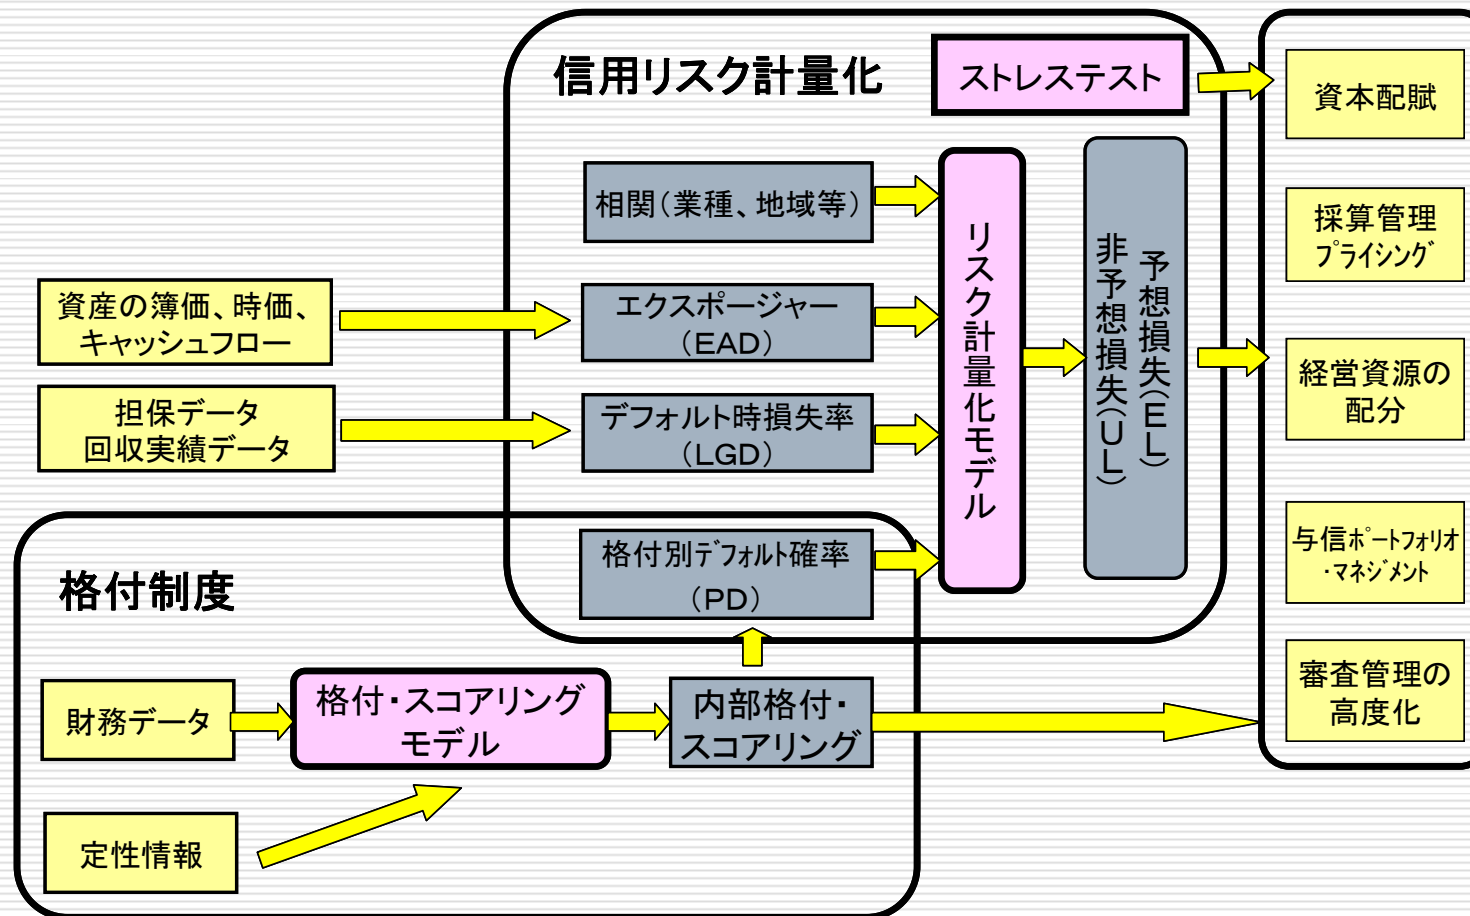 信用リスク計量化
ストレステスト
資本配賦
相関(業種、地域等)
採算管理
ﾌﾟﾗｲｼﾝｸﾞ
資産の簿価、時価、
キャッシュフロー
エクスポージャー
(EAD)
リスク計量化モデル
予想損失(EL)
非予想損失(UL)
経営資源の
配分
担保データ
回収実績データ
デフォルト時損失率
(LGD)
格付別ﾃﾞﾌｫﾙﾄ確率
(PD)
与信ﾎﾟｰﾄﾌｫﾘｵ
・ﾏﾈｼﾞﾒﾝﾄ
格付制度
財務データ
格付・スコアリング
モデル
内部格付・
スコアリング
審査管理の
高度化
定性情報